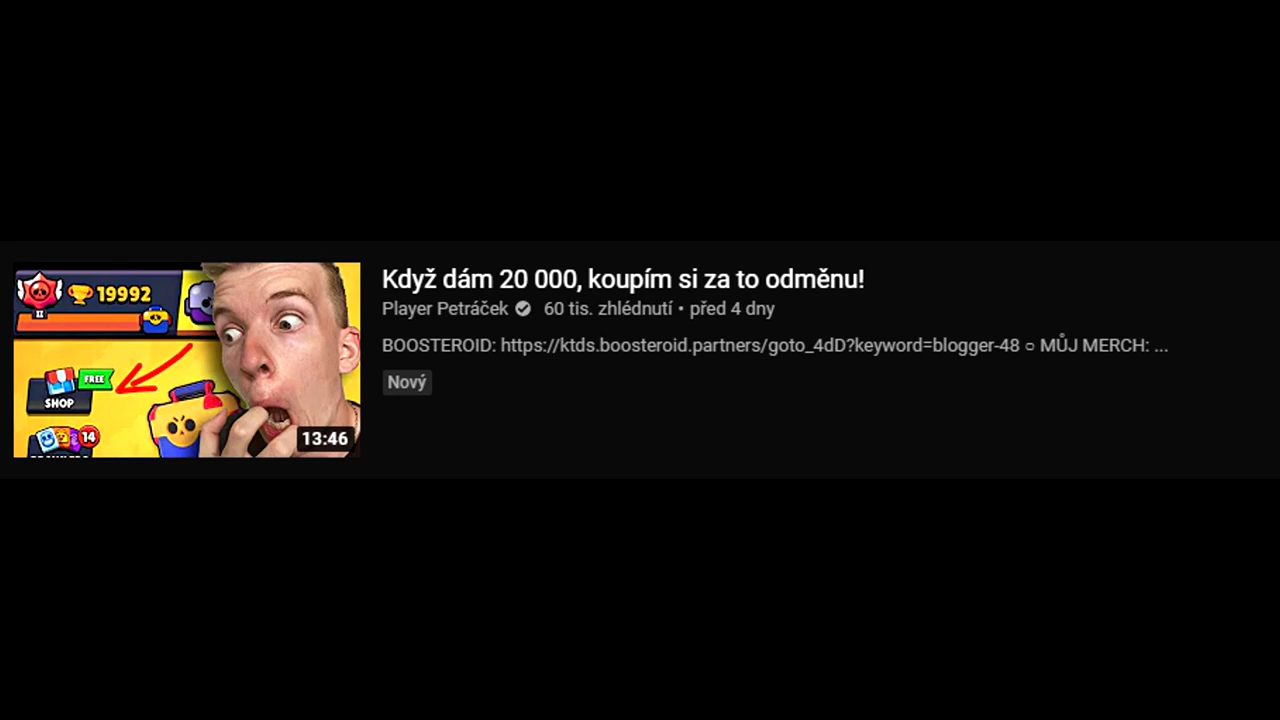 Když dám 20 000, koupím si za to odměnu!
Player Petráček 60 tis. zhlédnutí • před 4 dny
BOOSTEROID: https://ktds.boosteroid.partners/goto_4dD?keyword=blogger-48 ○ MŮJ MERCH: ...
Nový
19992
II
FREE
SHOP
14
13:46